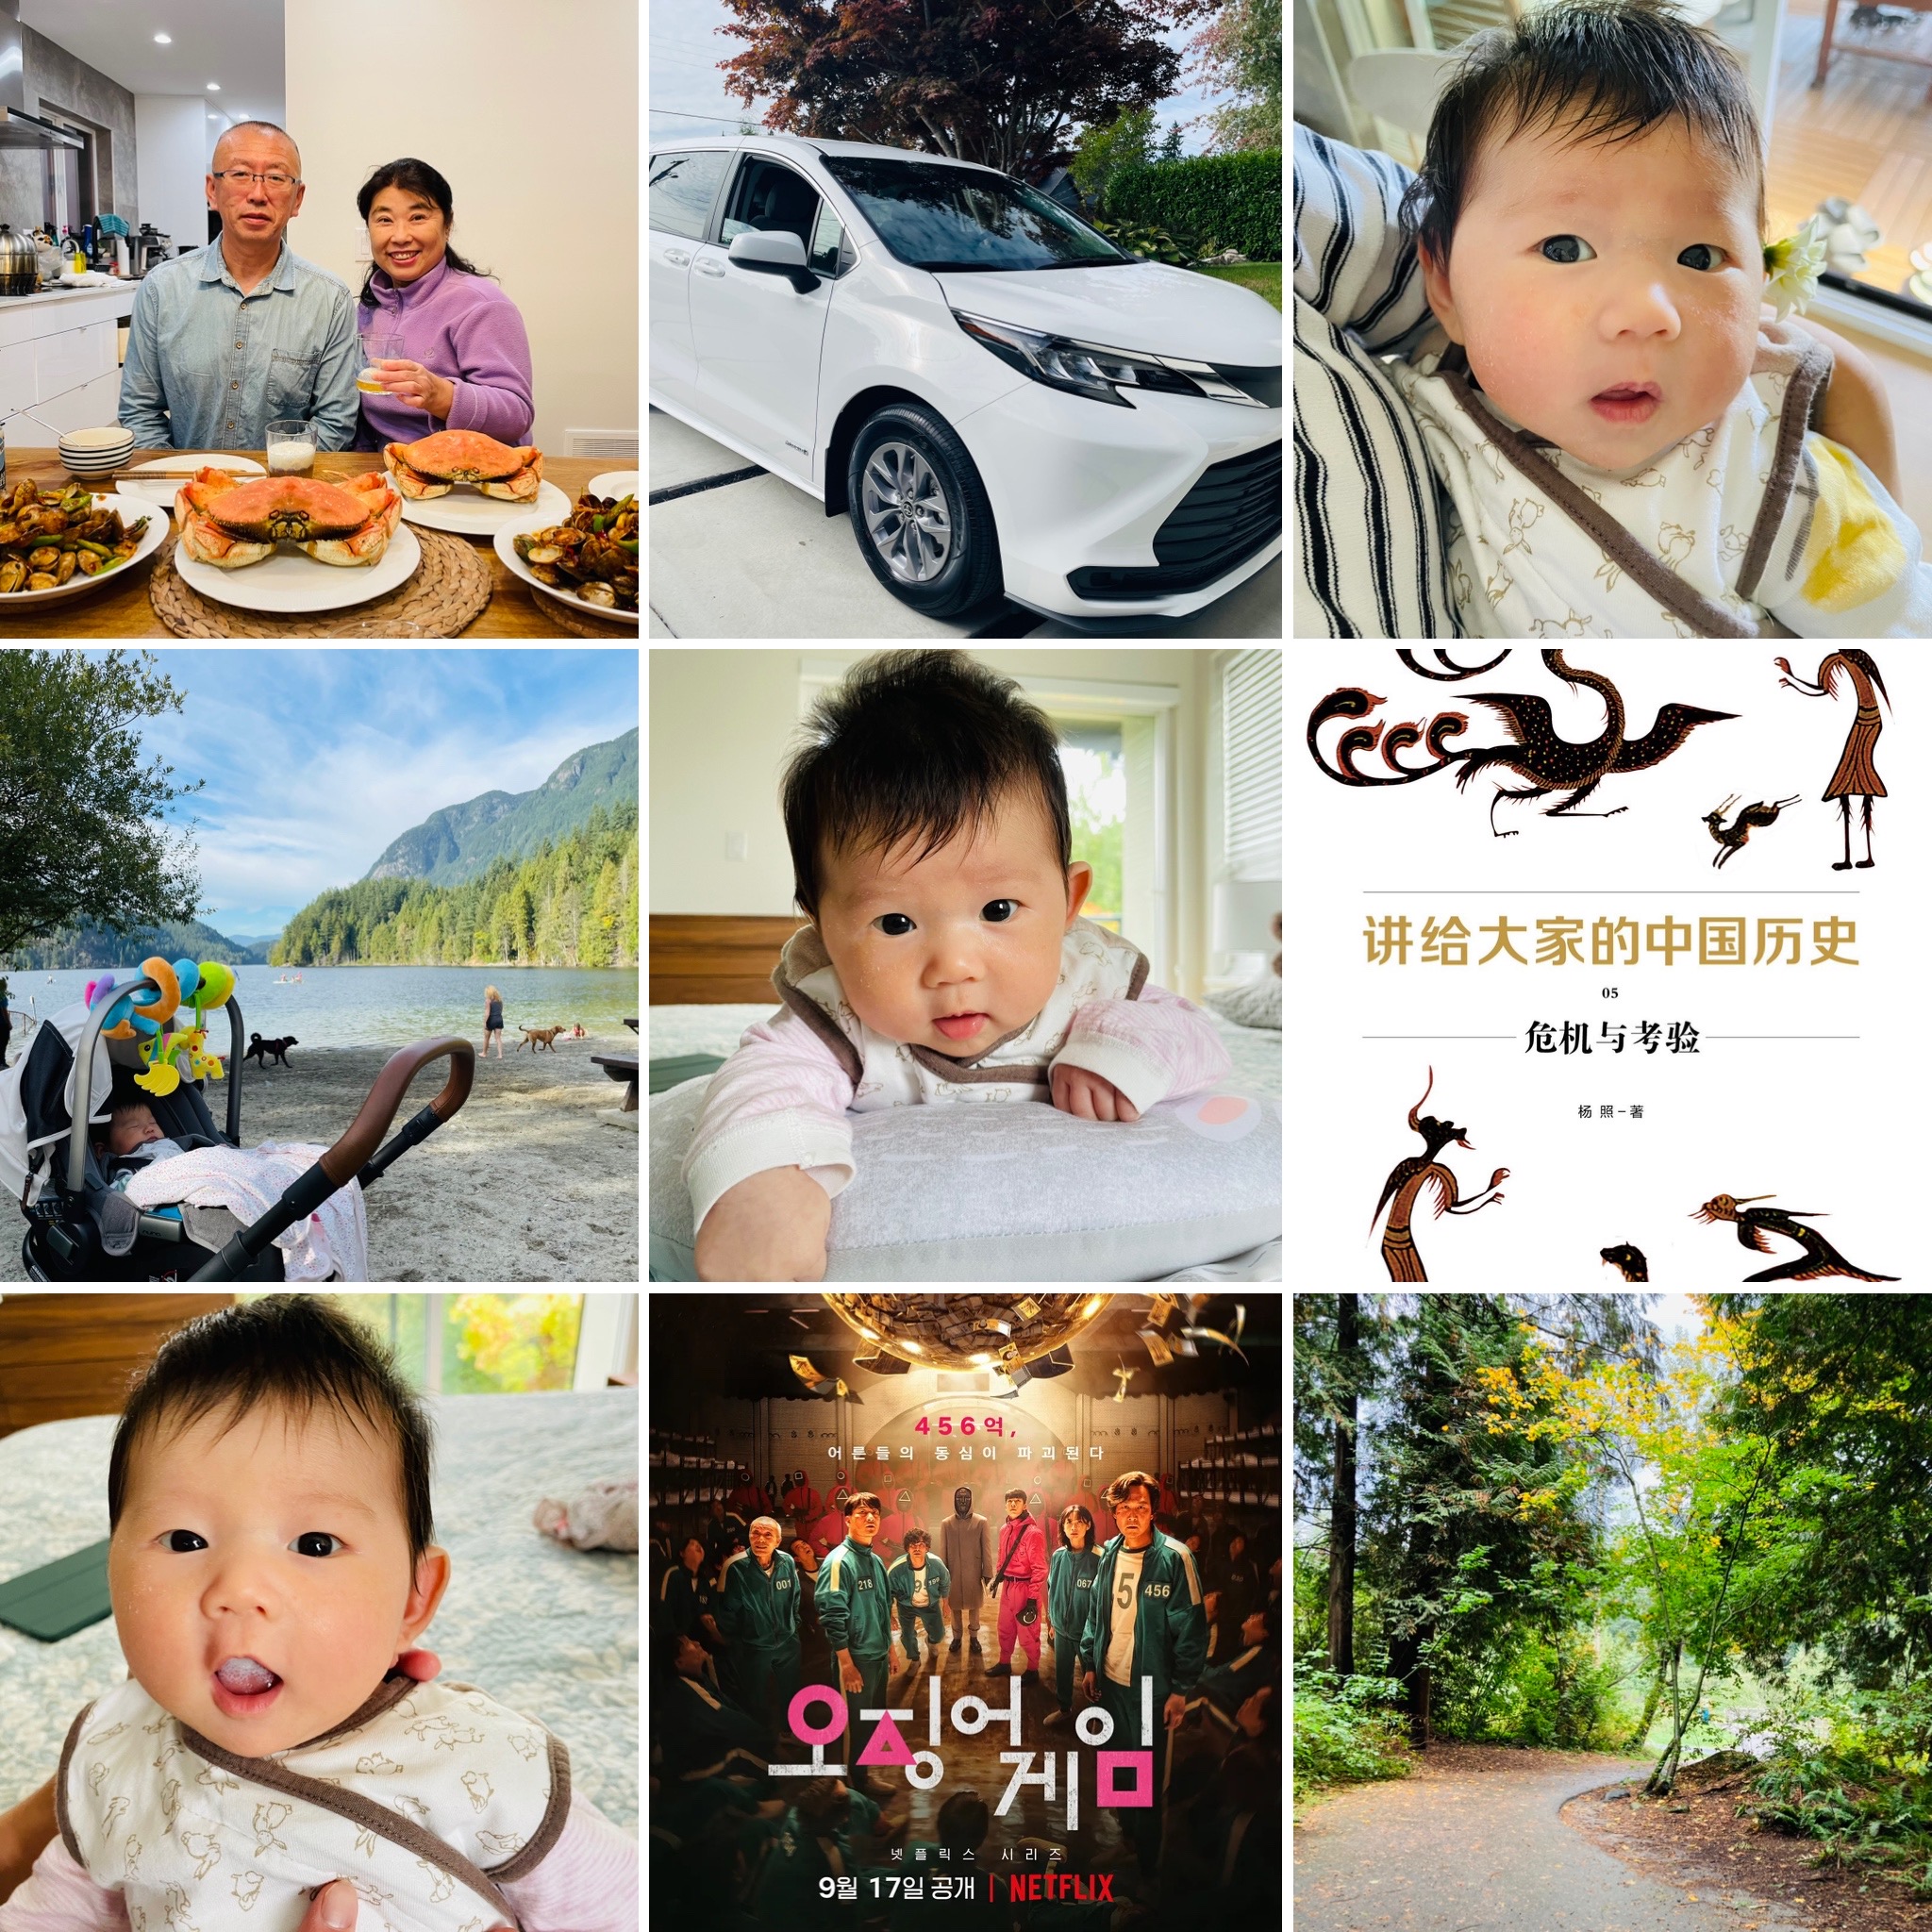 讲给大家的中国历史
05
危机与考验
杨 照–著
456억,
어른들의 동심이 파괴된다
001
218
199
067
5
456
오징어
게임
넷플릭스 시리즈
9월 17일 공개 | NETFLIX